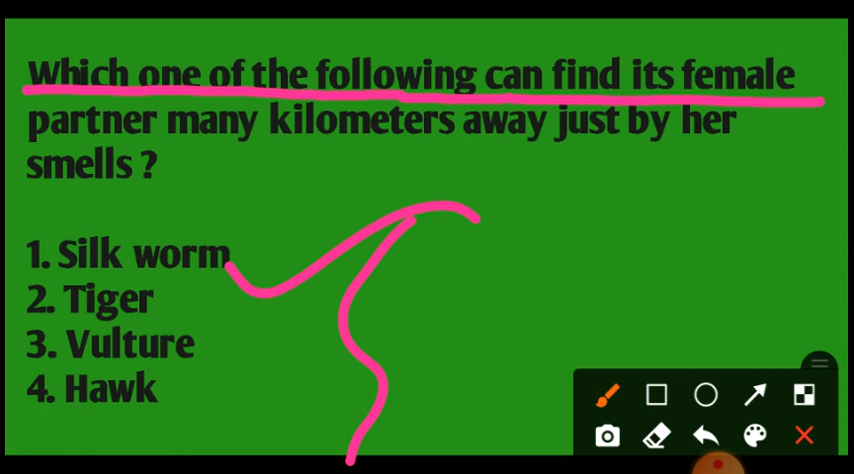 Which one of the following can find its female
partner many kilometers away just by her
smells ?
1. Silk worm
2. Tiger
3. Vulture
4. Hawk